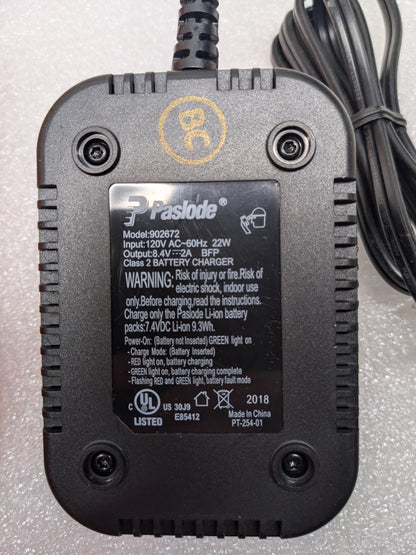 BC
Paslode®
Model:902672
Input:120V AC~60Hz 22W
Output:8.4V⎓2A BFP
Class 2 BATTERY CHARGER
WARNING: Risk of injury or fire.Risk of
electric shock, indoor use
only.Before charging,read the instructions.
Charge only the Paslode Li-ion battery
packs:7.4VDC Li-ion 9.3Wh.
Power-On: (Battery not Inserted) GREEN light on
- Charge Mode: (Battery Inserted)
-RED light on, battery charging
-GREEN light on, battery charging complete
- Flashing RED and GREEN light, battery fault mode
C UL US 30J9 2018
LISTED E85412 Made In China
PT-254-01